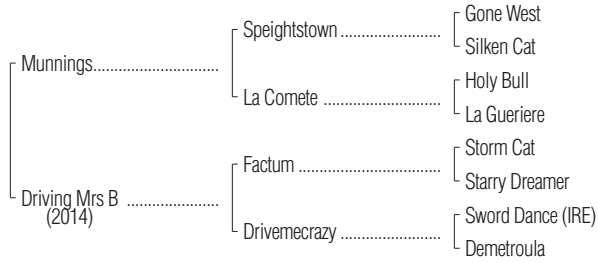 Gone West
Speightstown ......................
Silken Cat
Munnings.............................
Holy Bull
La Comete ...........................
La Gueriere
Storm Cat
Factum ................................
Starry Dreamer
Driving Mrs B .....................
(2014)
Sword Dance (IRE)
Drivemecrazy .......................
Demetroula